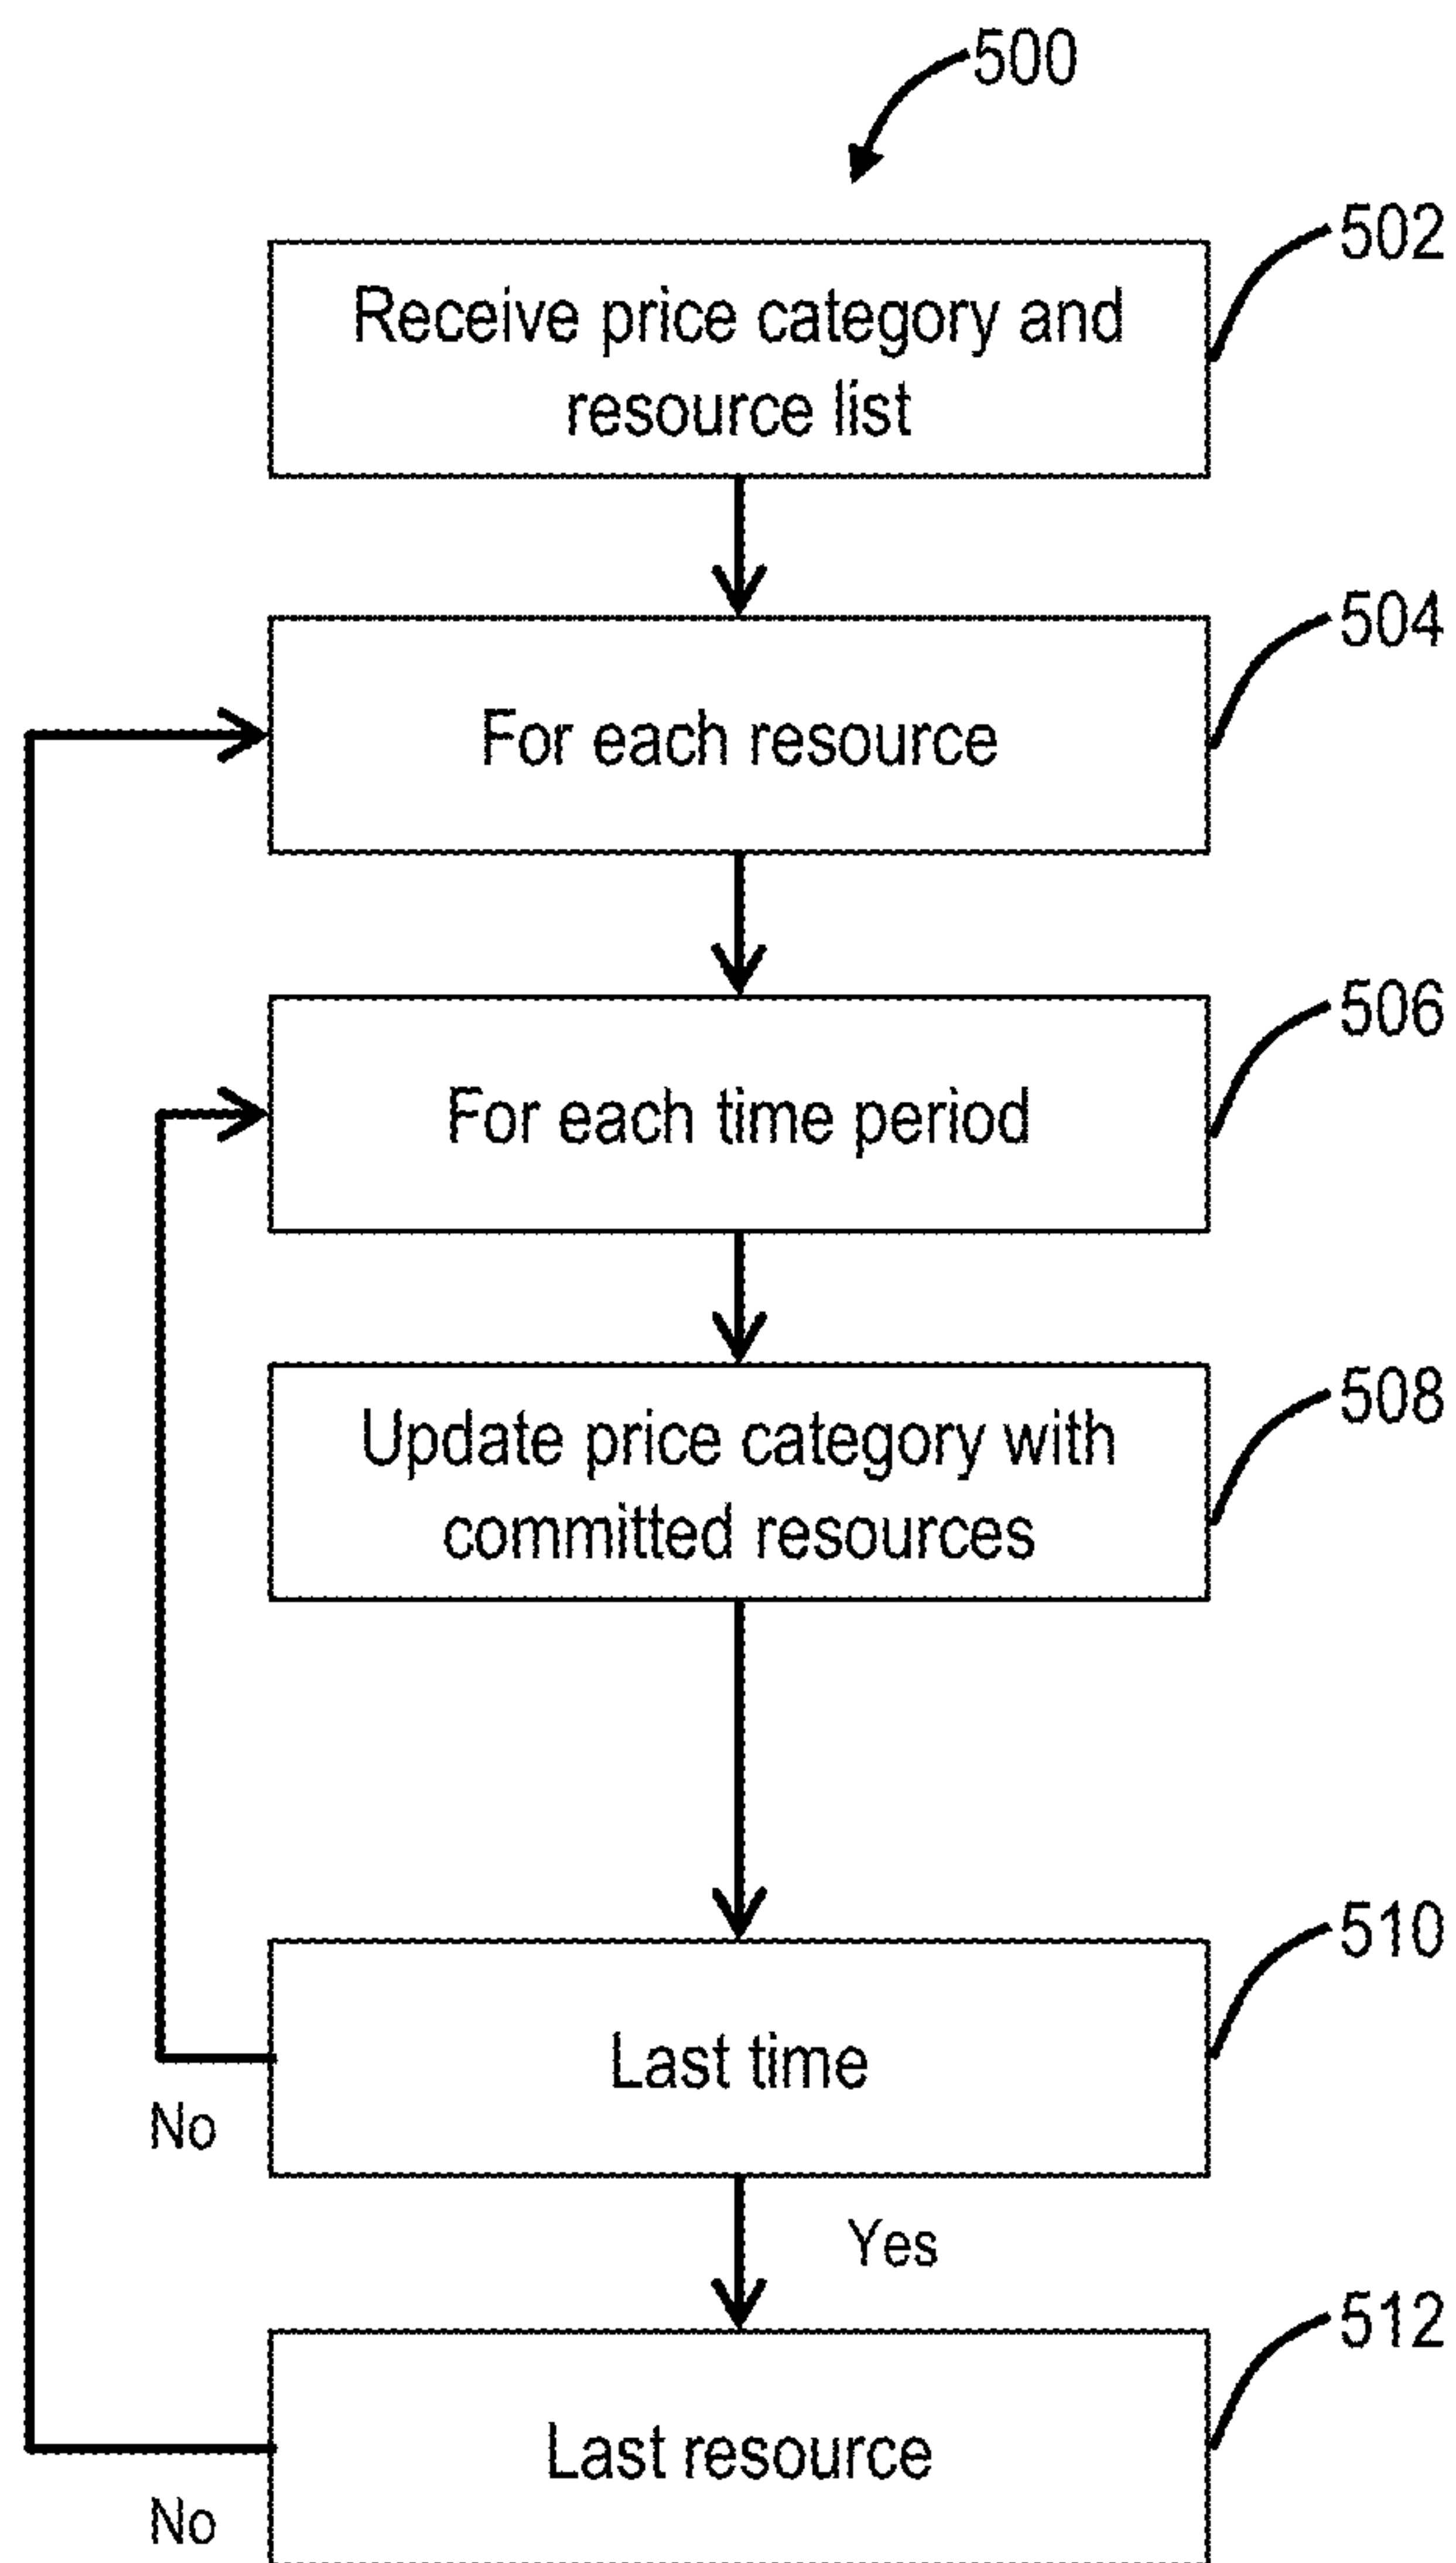 500
502
Receive price category and
resource list
504
For each resource
506
For each time period
508
Update price category with
committed resources
510
Last time
No
Yes
512
Last resource
No